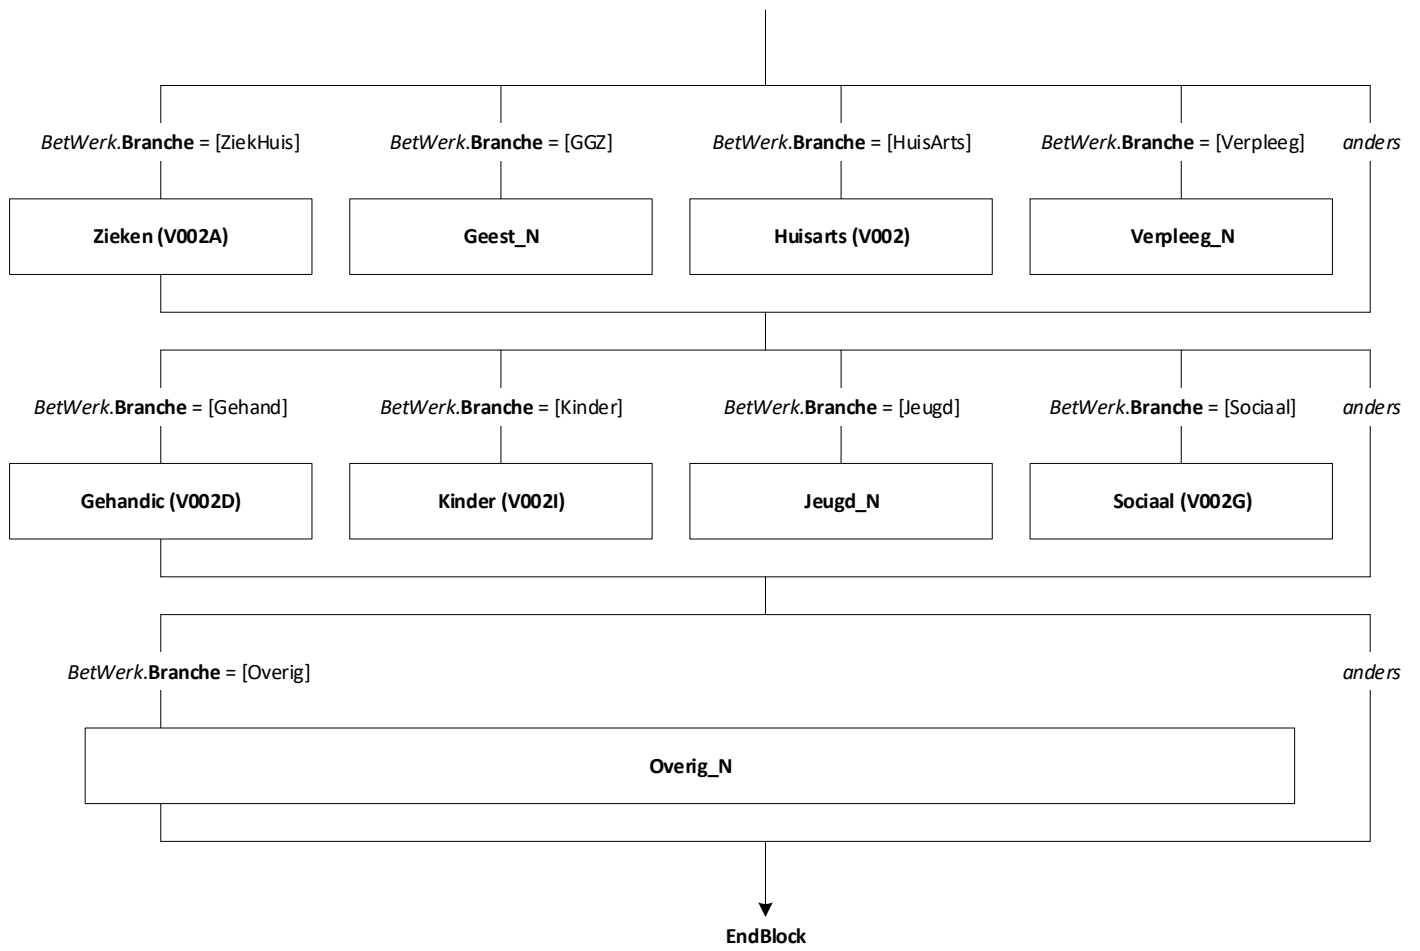 BetWerk.Branche = [ZiekHuis] BetWerk.Branche = [GGZ] BetWerk.Branche = [HuisArts] BetWerk.Branche = [Verpleeg] anders
Zieken (V002A) Geest_N Huisarts (V002) Verpleeg_N
BetWerk.Branche = [Gehand] BetWerk.Branche = [Kinder] BetWerk.Branche = [Jeugd] BetWerk.Branche = [Sociaal] anders
Gehandic (V002D) Kinder (V002I) Jeugd_N Sociaal (V002G)
BetWerk.Branche = [Overig] anders
Overig_N
EndBlock